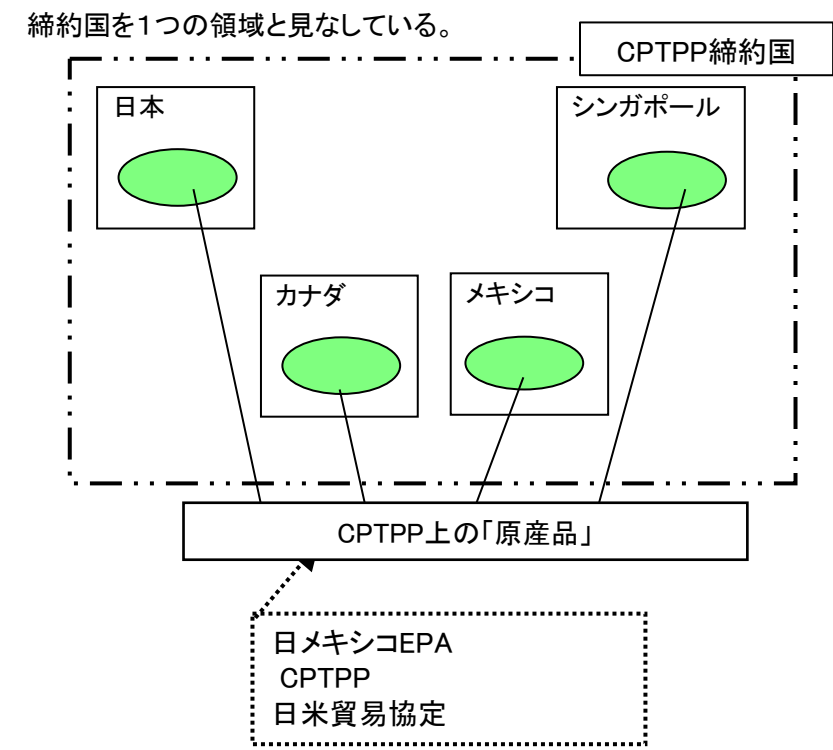 締約国を1つの領域と見なしている。
CPTPP締約国
日本
シンガポール
カナダ
メキシコ
CPTPP上の「原産品」
日メキシコEPA
CPTPP
日米貿易協定